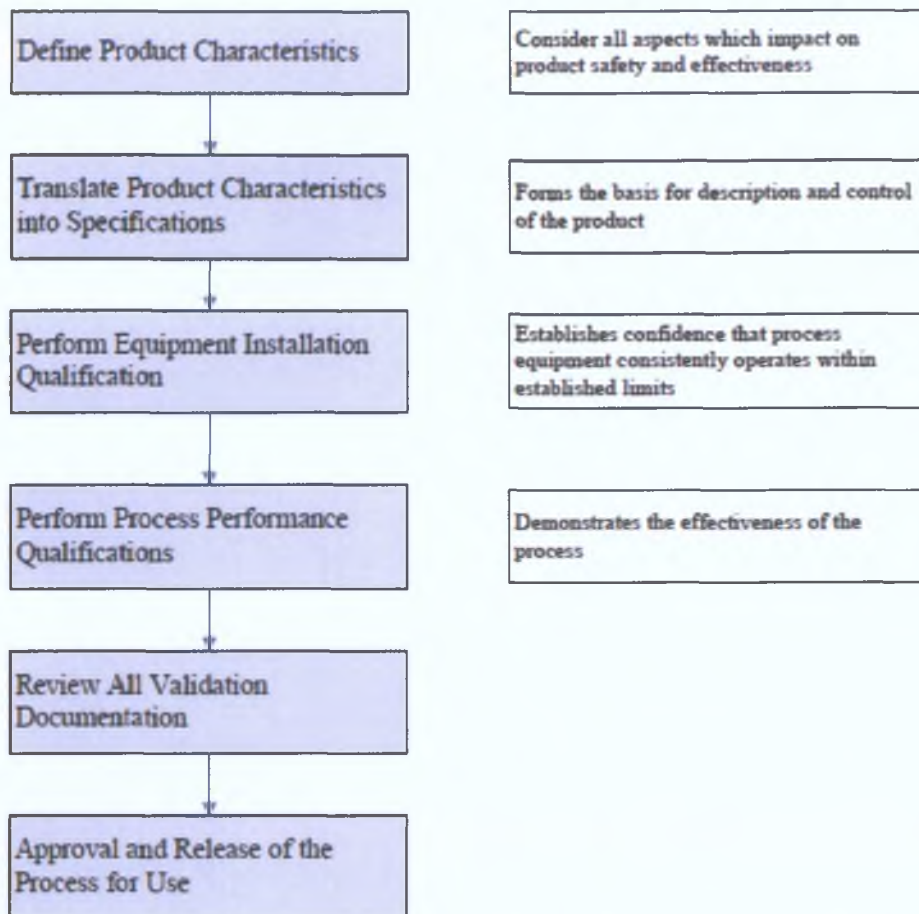 Define Product Characteristics
Consider all aspects which impact on
product safety and effectiveness
Translate Product Characteristics
into Specifications
Forms the basis for description and control
of the product
Perform Equipment Installation
Qualification
Establishes confidence that process
equipment consistently operates within
established limits
Perform Process Performance
Qualifications
Demonstrates the effectiveness of the
process
Review All Validation
Documentation
Approval and Release of the
Process for Use